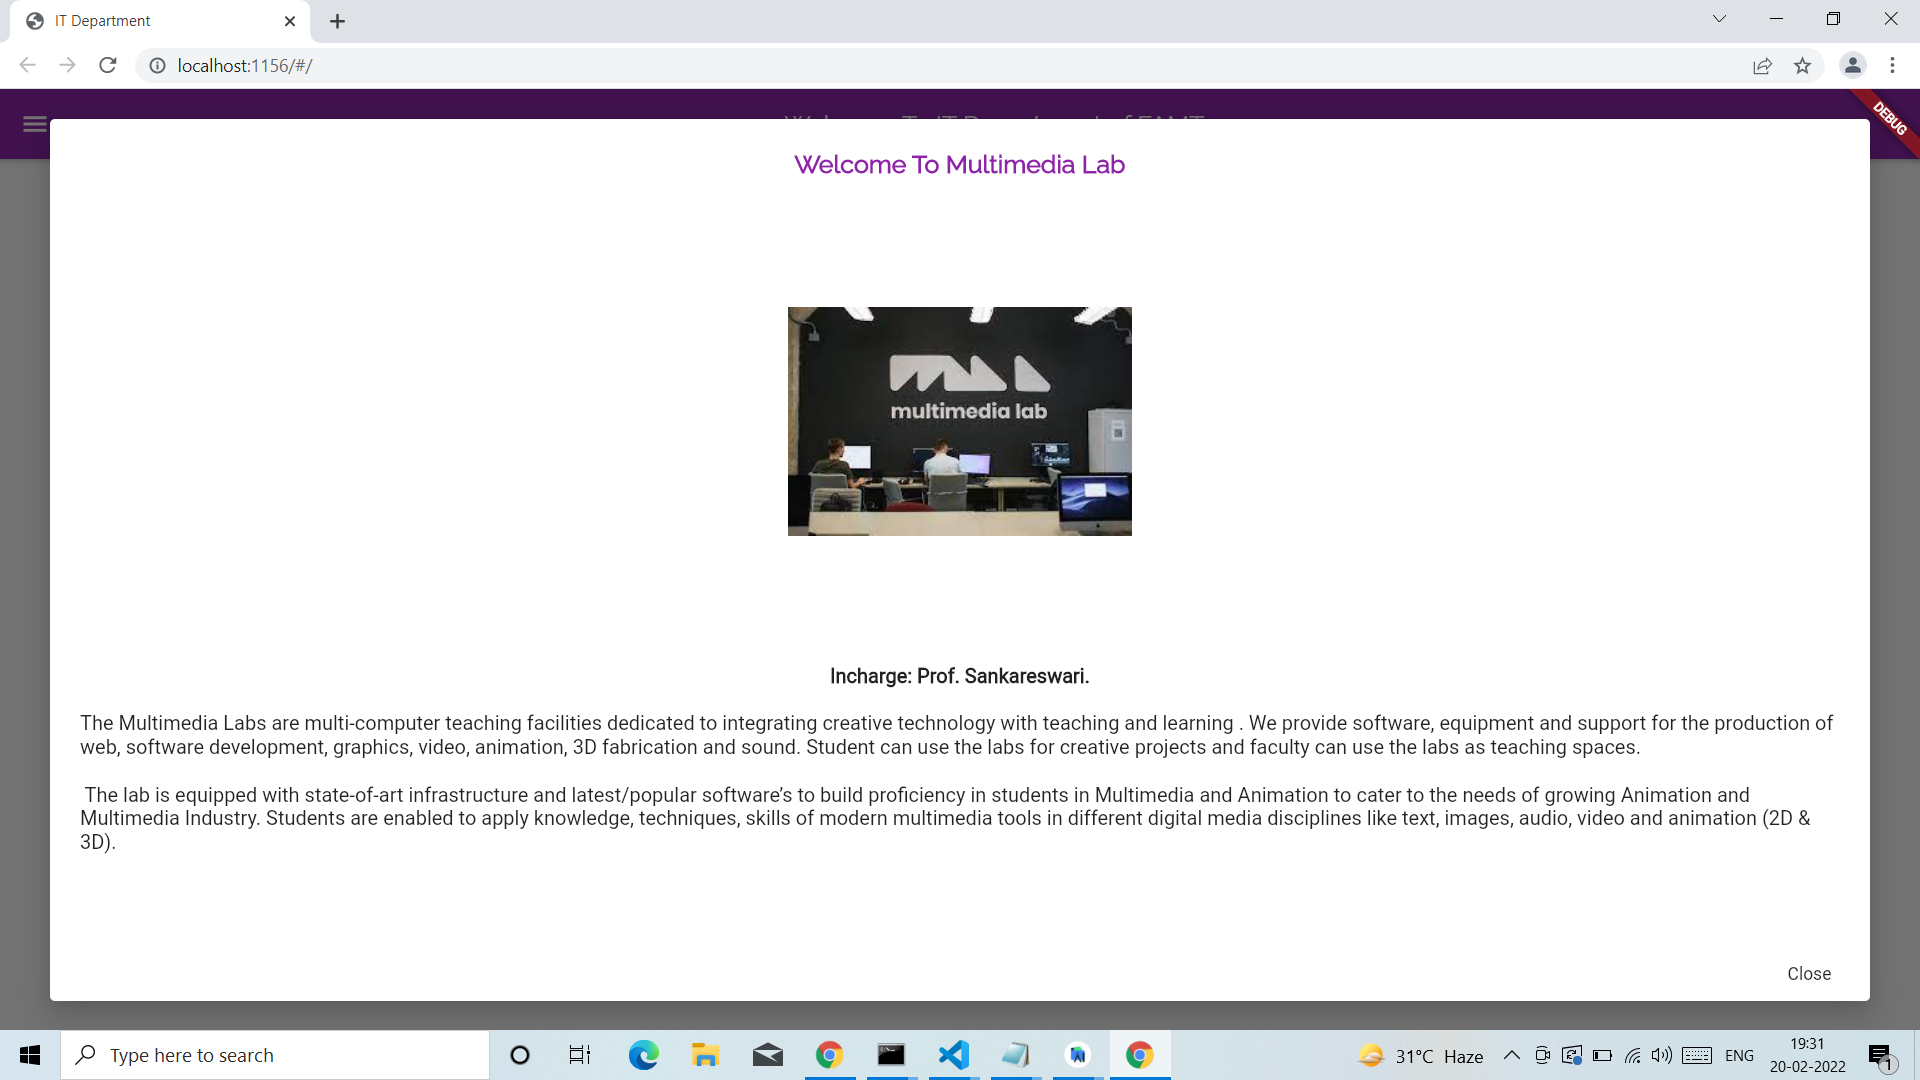 IT Department
localhost:1156/#/
DEBUG
Welcome To Multimedia Lab
multimedia lab
Incharge: Prof. Sankareswari.
The Multimedia Labs are multi-computer teaching facilities dedicated to integrating creative technology with teaching and learning . We provide software, equipment and support for the production of
web, software development, graphics, video, animation, 3D fabrication and sound. Student can use the labs for creative projects and faculty can use the labs as teaching spaces.
The lab is equipped with state-of-art infrastructure and latest/popular software’s to build proficiency in students in Multimedia and Animation to cater to the needs of growing Animation and
Multimedia Industry. Students are enabled to apply knowledge, techniques, skills of modern multimedia tools in different digital media disciplines like text, images, audio, video and animation (2D &
3D).
Close
Type here to search
31°C Haze
ENG
19:31
20-02-2022
1